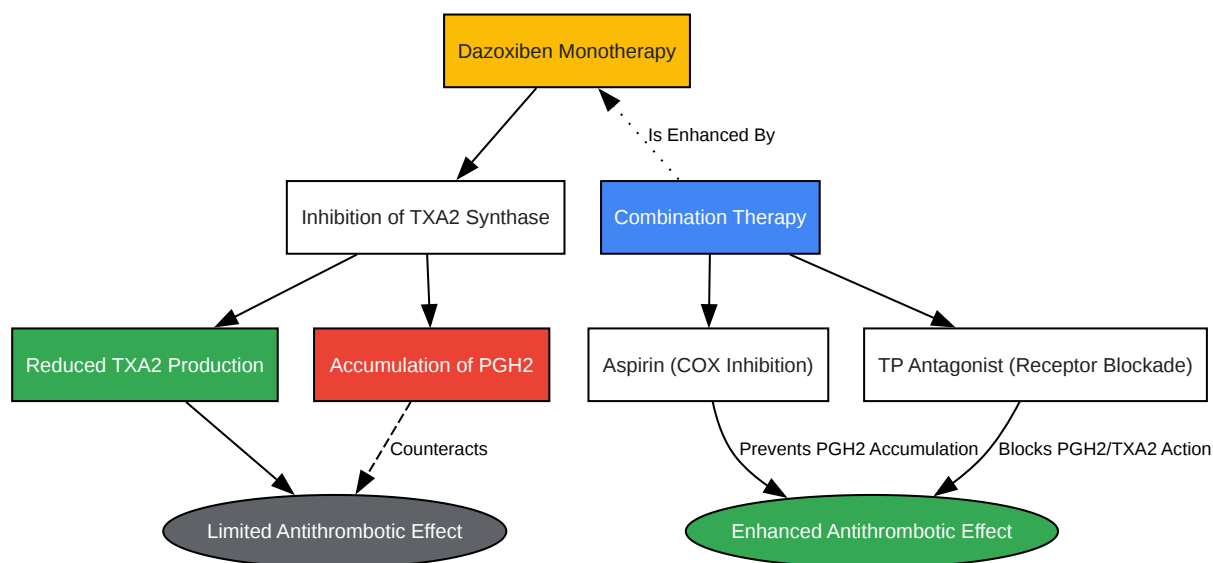 Dazoxiben Monotherapy
Is Enhanced By
Inhibition of TXA2 Synthase
Combination Therapy
Reduced TXA2 Production
Accumulation of PGH2
Aspirin (COX Inhibition)
TP Antagonist (Receptor Blockade)
Counteracts
Prevents PGH2 Accumulation
Blocks PGH2/TXA2 Action
Limited Antithrombotic Effect
Enhanced Antithrombotic Effect